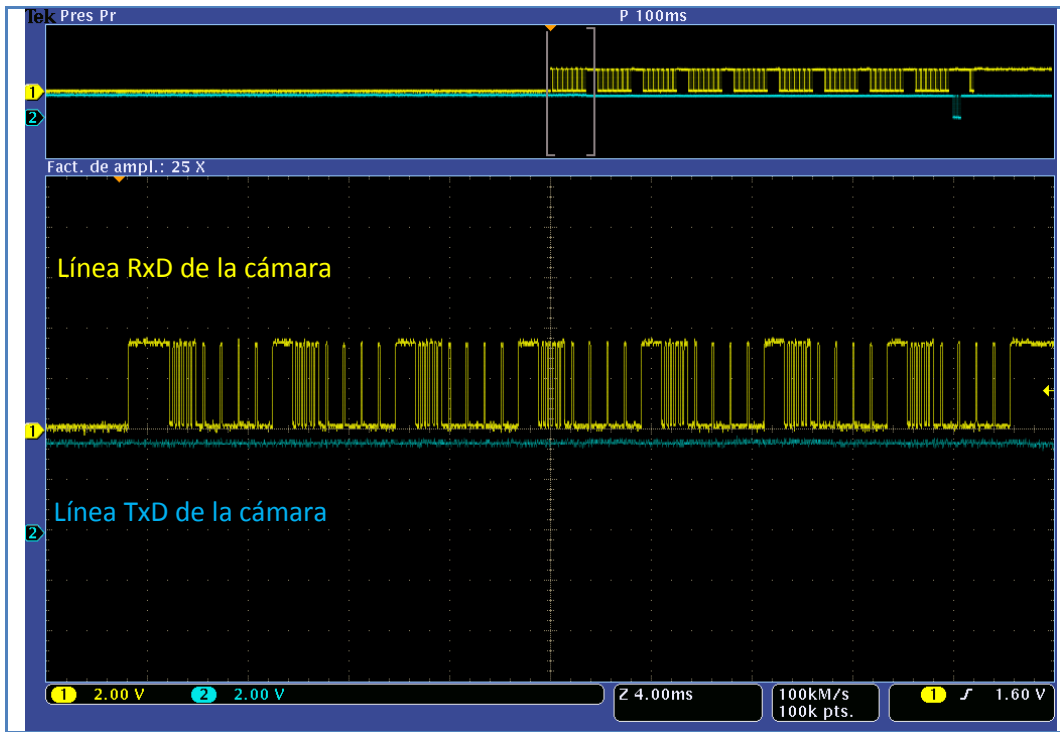 Tek Pres Pr P 100ms
1
2
Fact. de ampl.: 25 X
Línea RxD de la cámara
1
Línea TxD de la cámara
2
1 2.00 V 2 2.00 V Z 4.00ms 100kM/s 1 1.60 V
100k pts.